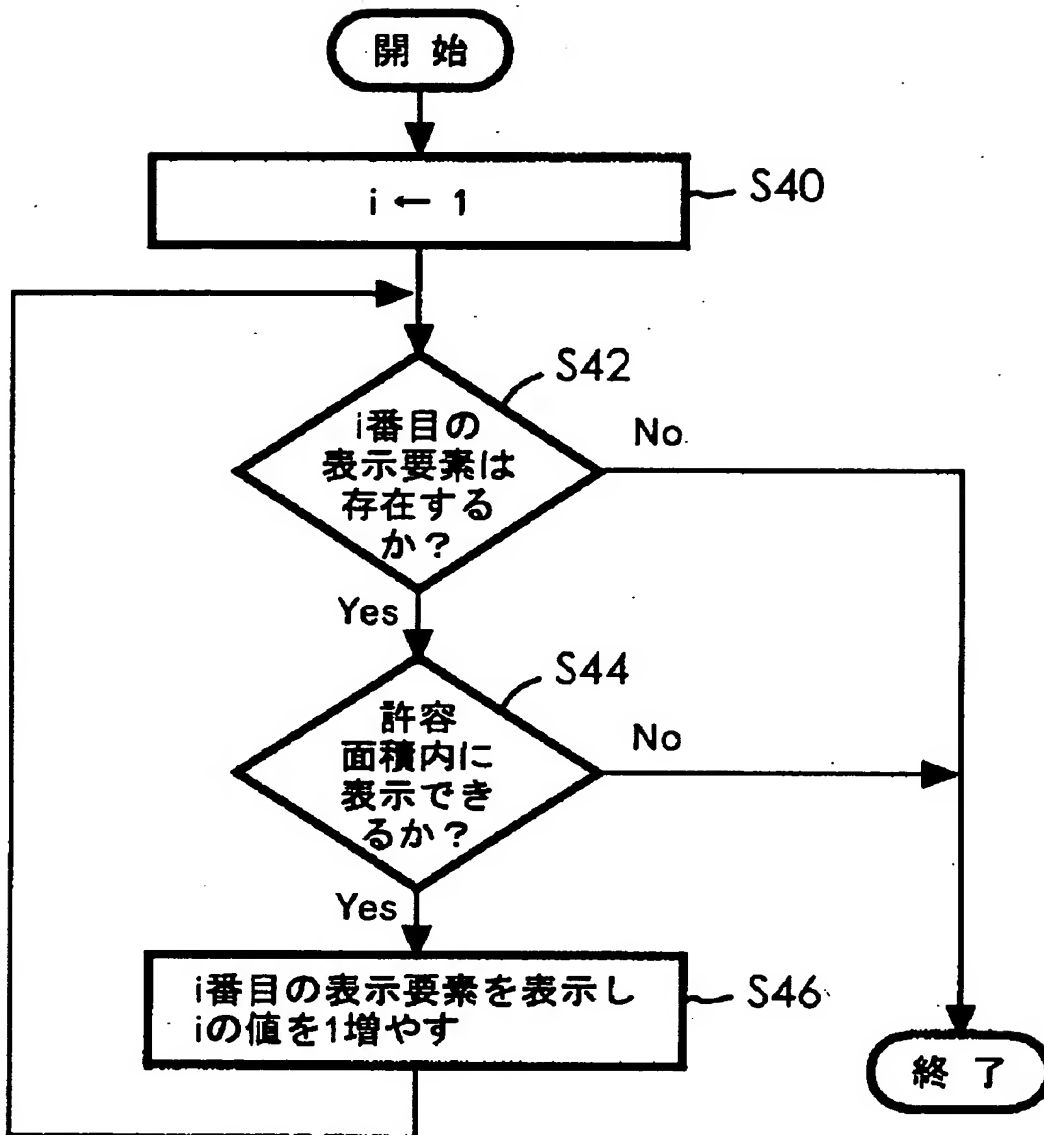 開始
i ← 1
S40
S42
i番目の
表示要素は
存在する
か？
No
Yes
S44
許容
面積内に
表示でき
るか？
No
Yes
i番目の表示要素を表示し
iの値を1増やす
S46
終了